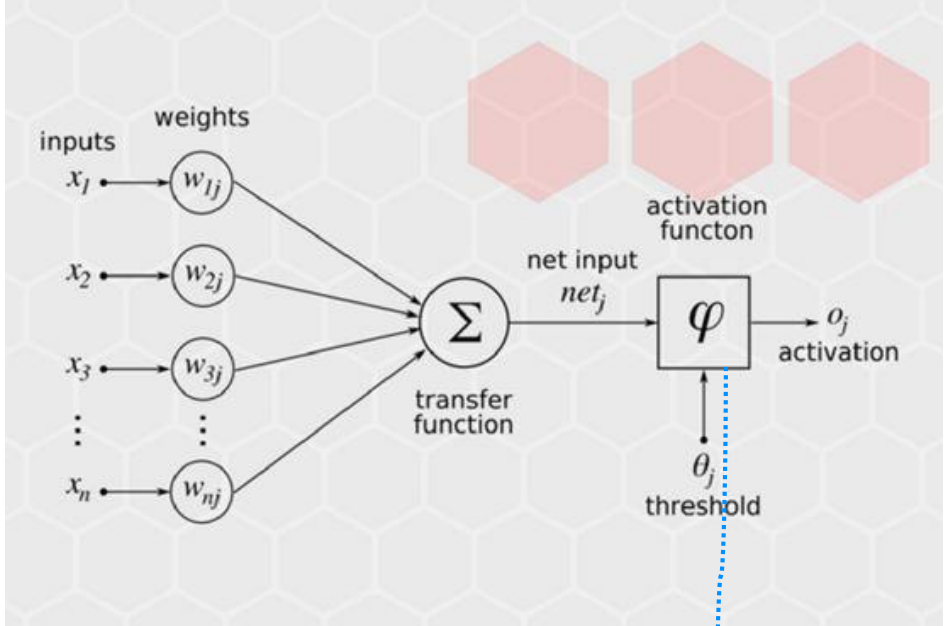 weights
inputs
x₁
w₁ⱼ
x₂
w₂ⱼ
x₃
w₃ⱼ
⋮ ⋮
xₙ
wₙⱼ
Σ
transfer
function
net input
netⱼ
activation
functon
φ
oⱼ
activation
θⱼ
threshold